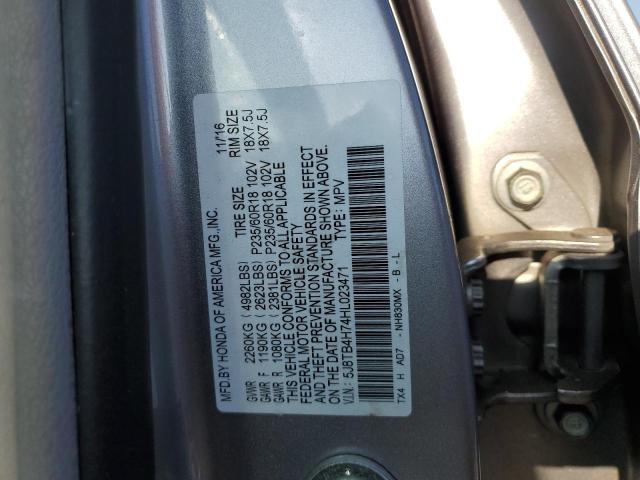 MFD.BY HONDA OF AMERICA MFG.,INC. 11/'16
TIRE SIZE RIM SIZE
GVWR 2260KG (4982LBS)
GAWR F 1190KG (2623LBS) P235/60R18 102V 18X7.5J
GAWR R 1080KG (2381LBS) P235/60R18 102V 18X7.5J
THIS VEHICLE CONFORMS TO ALL APPLICABLE
FEDERAL MOTOR VEHICLE SAFETY
AND THEFT PREVENTION STANDARDS IN EFFECT
ON THE DATE OF MANUFACTURE SHOWN ABOVE.
V.I.N.: 5J8TB4H74HL023471 TYPE: MPV
TX4 H AD7 - NH830MX - B - L